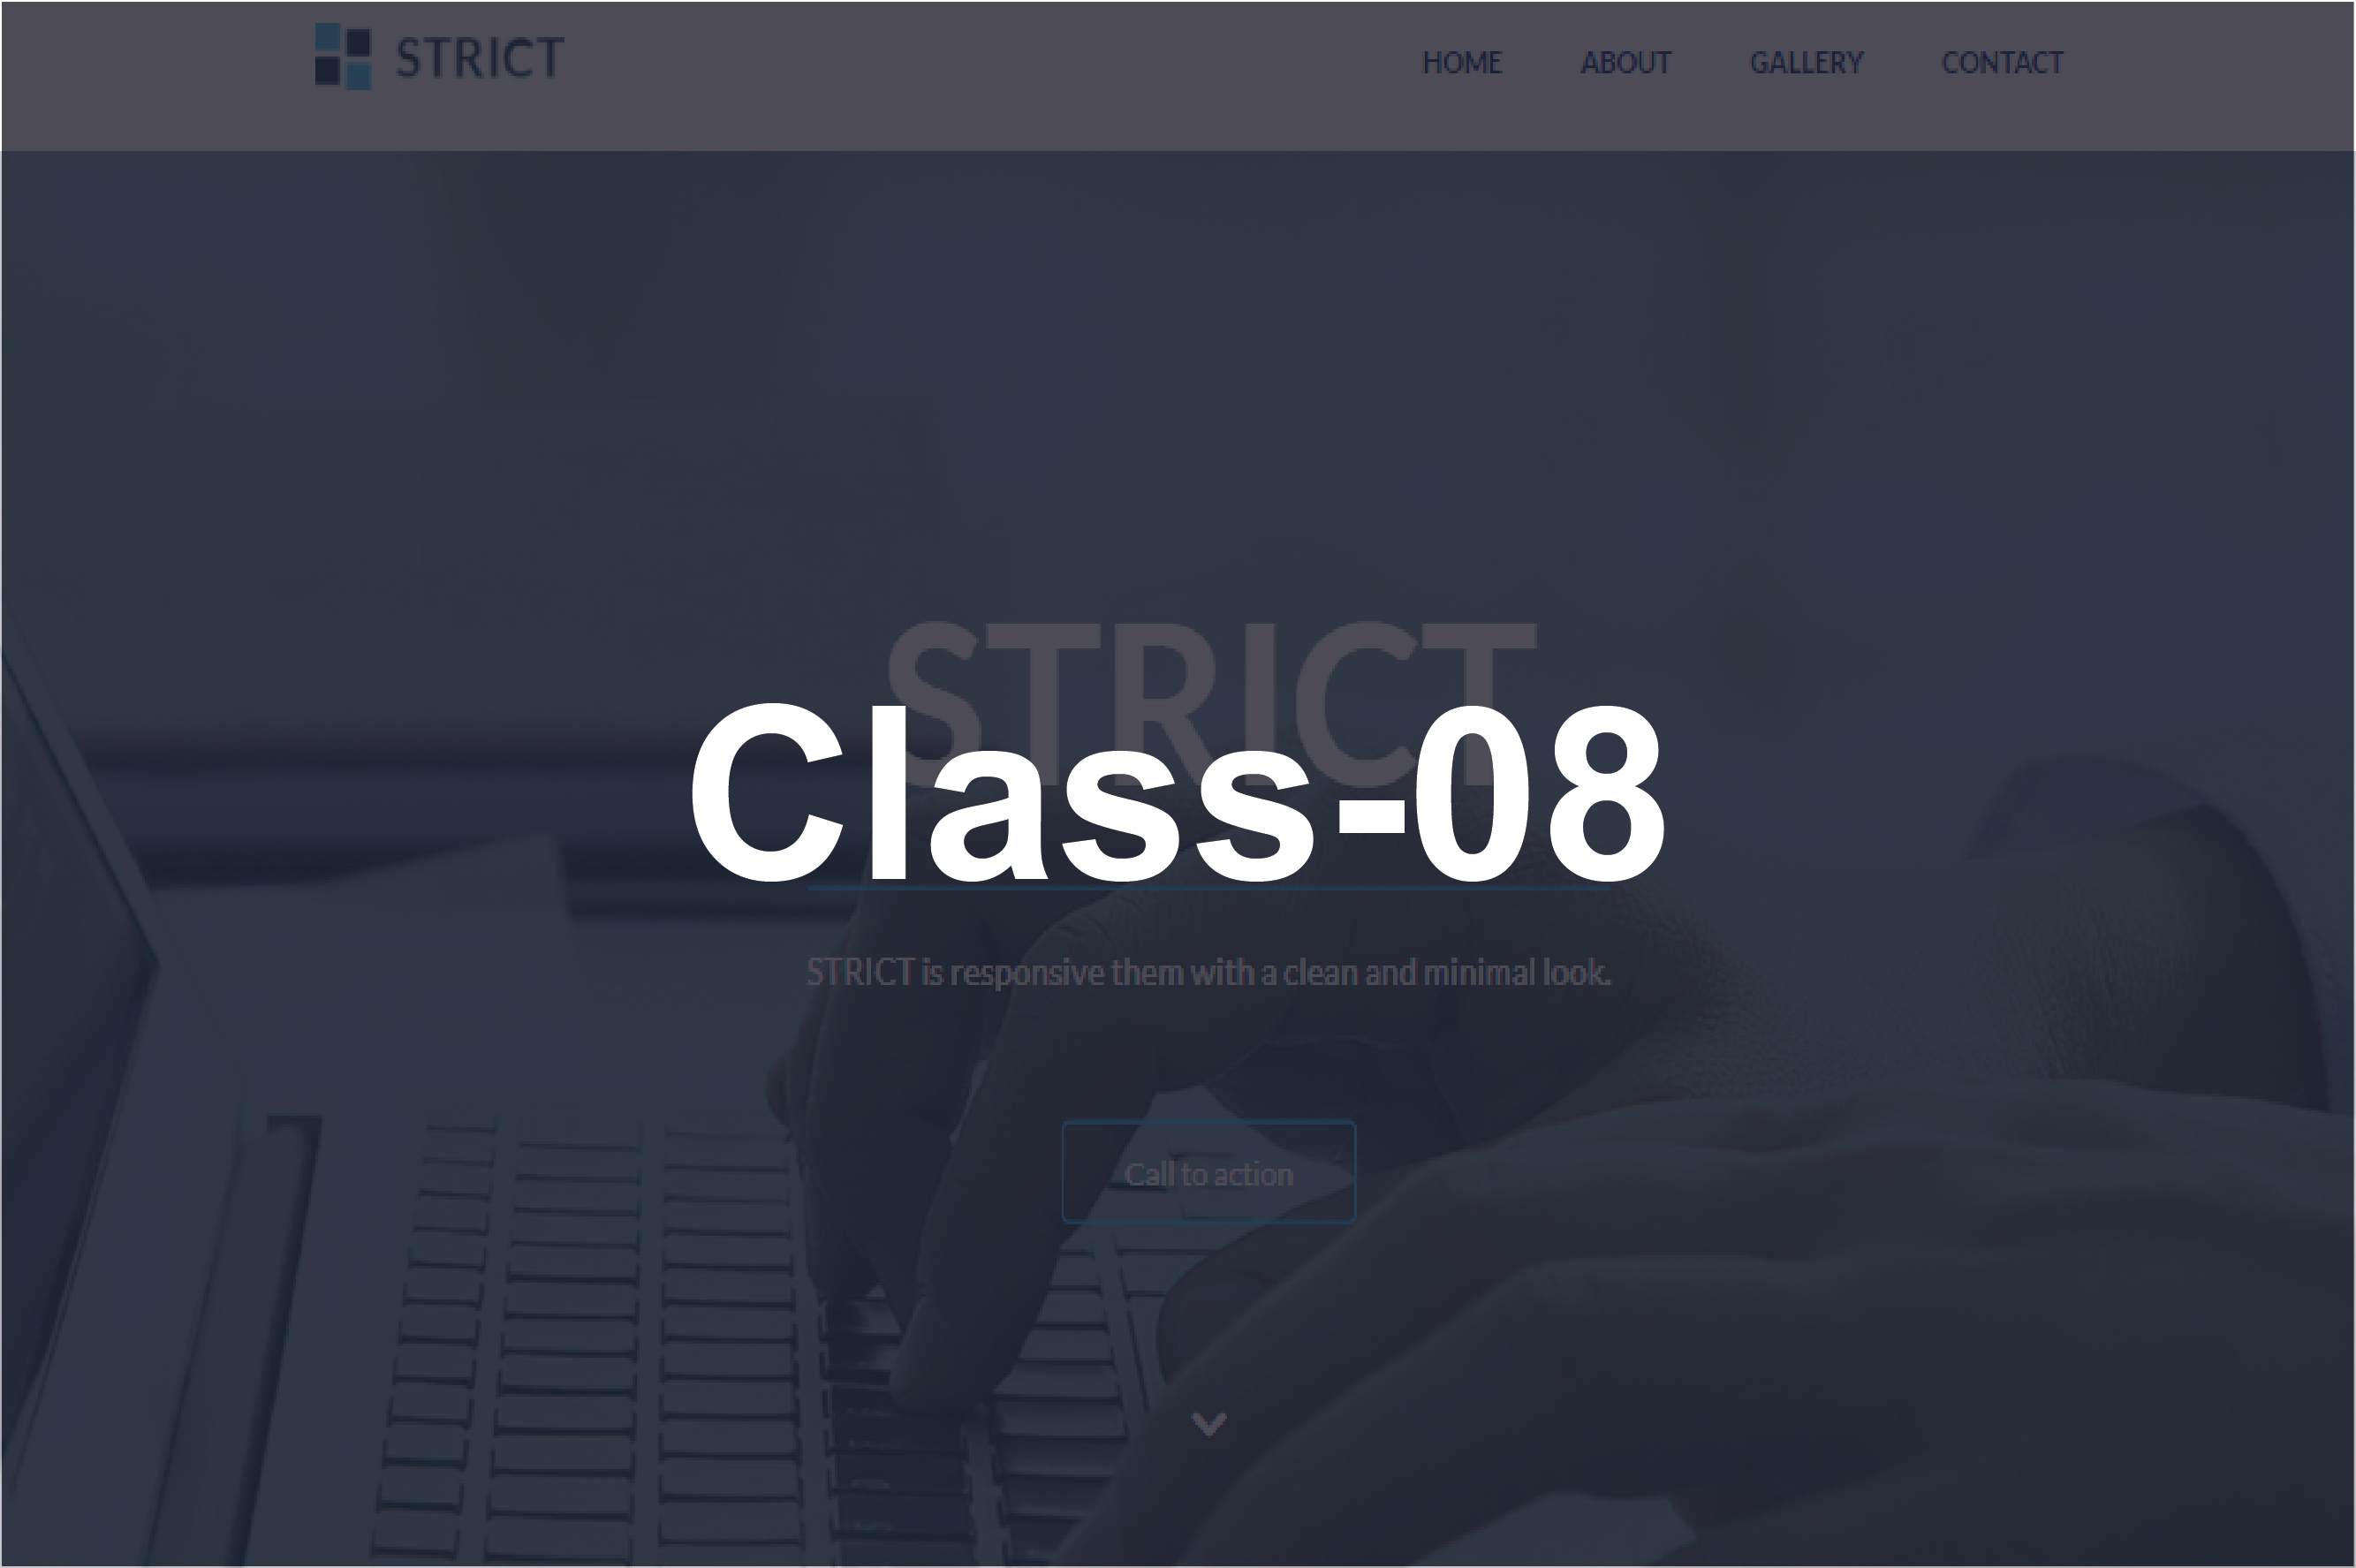 STRICT
HOME ABOUT GALLERY CONTACT
STRICT
Class-08
STRICT is responsive them with a clean and minimal look.
Call to action